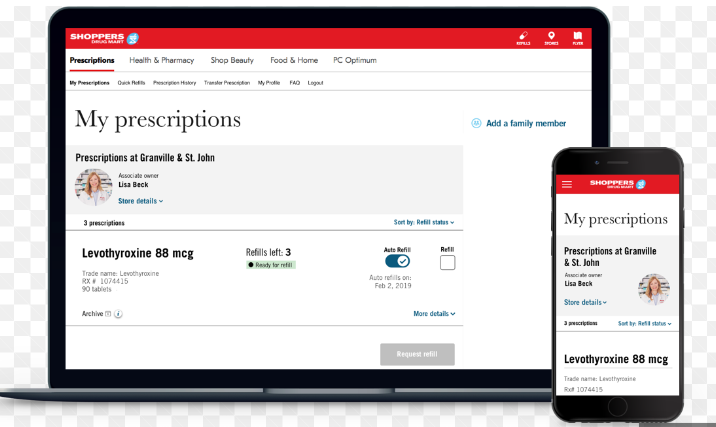 SHOPPERS
DRUG MART
REFILLS STORES FLYER
Prescriptions Health & Pharmacy Shop Beauty Food & Home PC Optimum
My Prescriptions Quick Refills Prescription History Transfer Prescription My Profile FAQ Logout
My prescriptions
Add a family member
Prescriptions at Granville & St. John
Associate owner
Lisa Beck
Store details
3 prescriptions Sort by: Refill status
Levothyroxine 88 mcg Refills left: 3 Auto Refill Refill
Ready for refill
Trade name: Levothyroxine
RX # 1074415
90 tablets
Auto refills on:
Feb 2, 2019
Archive i More details
Request refill
SHOPPERS
DRUG MART
My prescriptions
Prescriptions at Granville
& St. John
Associate owner
Lisa Beck
Store details
3 prescriptions Sort by: Refill status
Levothyroxine 88 mcg
Trade name: Levothyroxine
Rx# 1074415